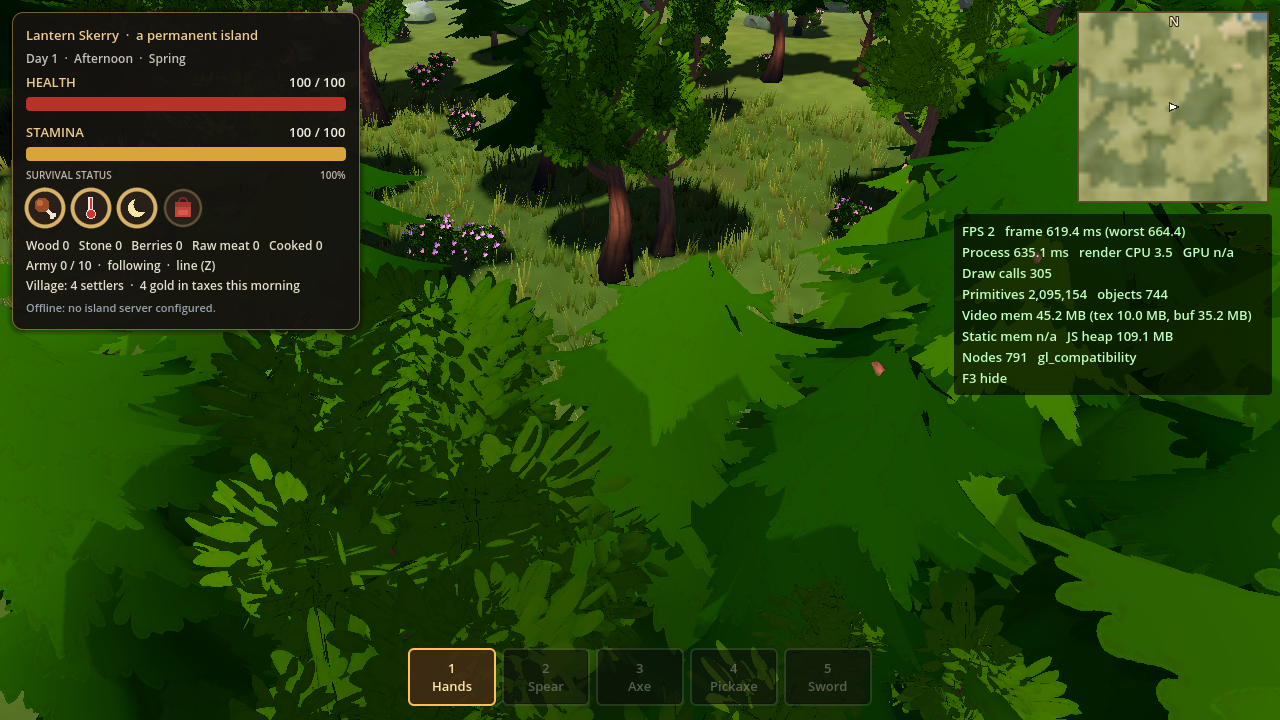 Lantern Skerry · a permanent island
Day 1 · Afternoon · Spring
HEALTH 100 / 100
STAMINA 100 / 100
SURVIVAL STATUS 100%
Wood 0 Stone 0 Berries 0 Raw meat 0 Cooked 0
Army 0 / 10 · following · line (Z)
Village: 4 settlers · 4 gold in taxes this morning
Offline: no island server configured.
N
FPS 2 frame 619.4 ms (worst 664.4)
Process 635.1 ms render CPU 3.5 GPU n/a
Draw calls 305
Primitives 2,095,154 objects 744
Video mem 45.2 MB (tex 10.0 MB, buf 35.2 MB)
Static mem n/a JS heap 109.1 MB
Nodes 791 gl_compatibility
F3 hide
1 2 3 4 5
Hands Spear Axe Pickaxe Sword